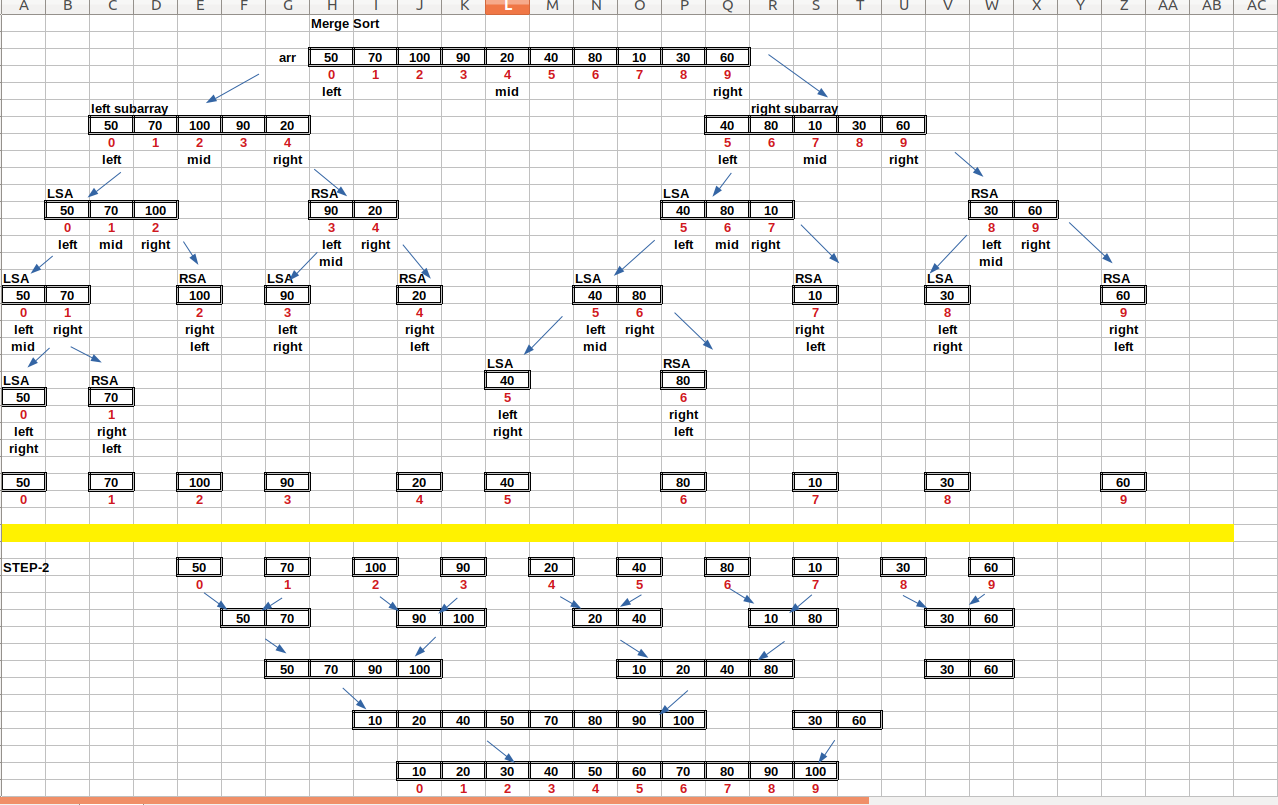 A B C D E F G H I J K L M N O P Q R S T U V W X Y Z AA AB AC
Merge Sort
arr 50 70 100 90 20 40 80 10 30 60
0 1 2 3 4 5 6 7 8 9
left mid right
left subarray right subarray
50 70 100 90 20 40 80 10 30 60
0 1 2 3 4 5 6 7 8 9
left mid right left mid right
LSA RSA LSA RSA
50 70 100 90 20 40 80 10 30 60
0 1 2 3 4 5 6 7 8 9
left mid right left right left mid right left right
mid mid
LSA RSA LSA RSA LSA RSA LSA RSA
50 70 100 90 20 40 80 10 30 60
0 1 2 3 4 5 6 7 8 9
left right right left right left right right left right
mid left right left mid left right left
LSA RSA
LSA RSA 40 80
50 70 5 6
0 1 left right
left right right left
right left
50 70 100 90 20 40 80 10 30 60
0 1 2 3 4 5 6 7 8 9
STEP-2 50 70 100 90 20 40 80 10 30 60
0 1 2 3 4 5 6 7 8 9
50 70 90 100 20 40 10 80 30 60
50 70 90 100 10 20 40 80 30 60
10 20 40 50 70 80 90 100 30 60
10 20 30 40 50 60 70 80 90 100
0 1 2 3 4 5 6 7 8 9